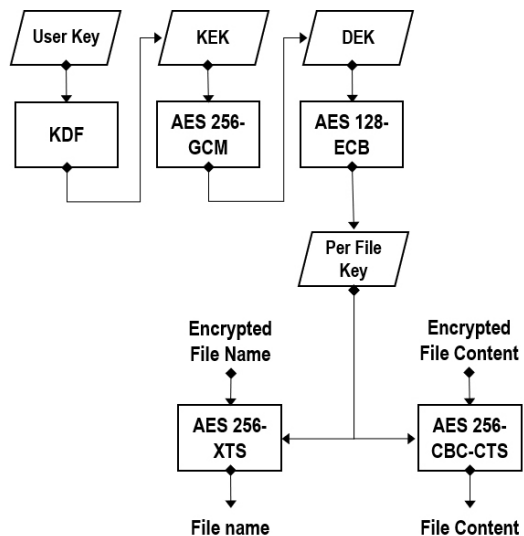 User Key
KEK
DEK
KDF
AES 256-
GCM
AES 128-
ECB
Per File
Key
Encrypted
File Name
Encrypted
File Content
AES 256-
XTS
AES 256-
CBC-CTS
File name
File Content